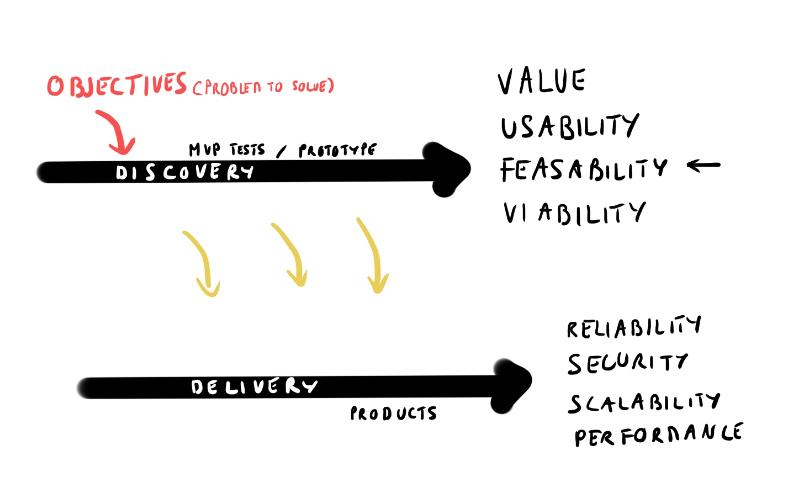 OBJECTIVES (PROBLEM TO SOLVE)
MVP TESTS / PROTOTYPE
DISCOVERY
VALUE
USABILITY
FEASABILITY
VIABILITY
DELIVERY
PRODUCTS
RELIABILITY
SECURITY
SCALABILITY
PERFORMANCE